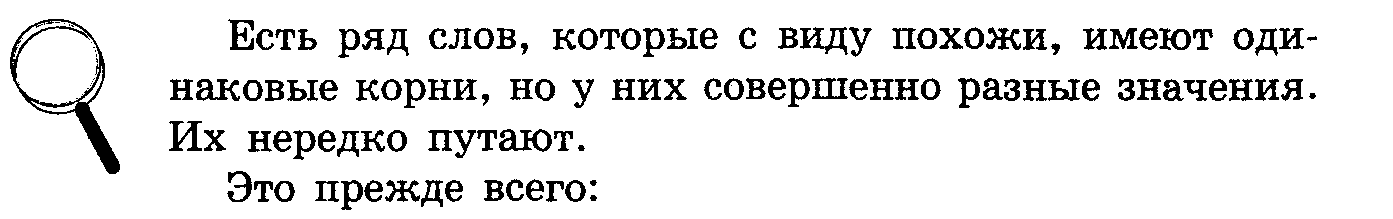 Есть ряд слов, которые с виду похожи, имеют оди-
наковые корни, но у них совершенно разные значения.
Их нередко путают.
Это прежде всего: